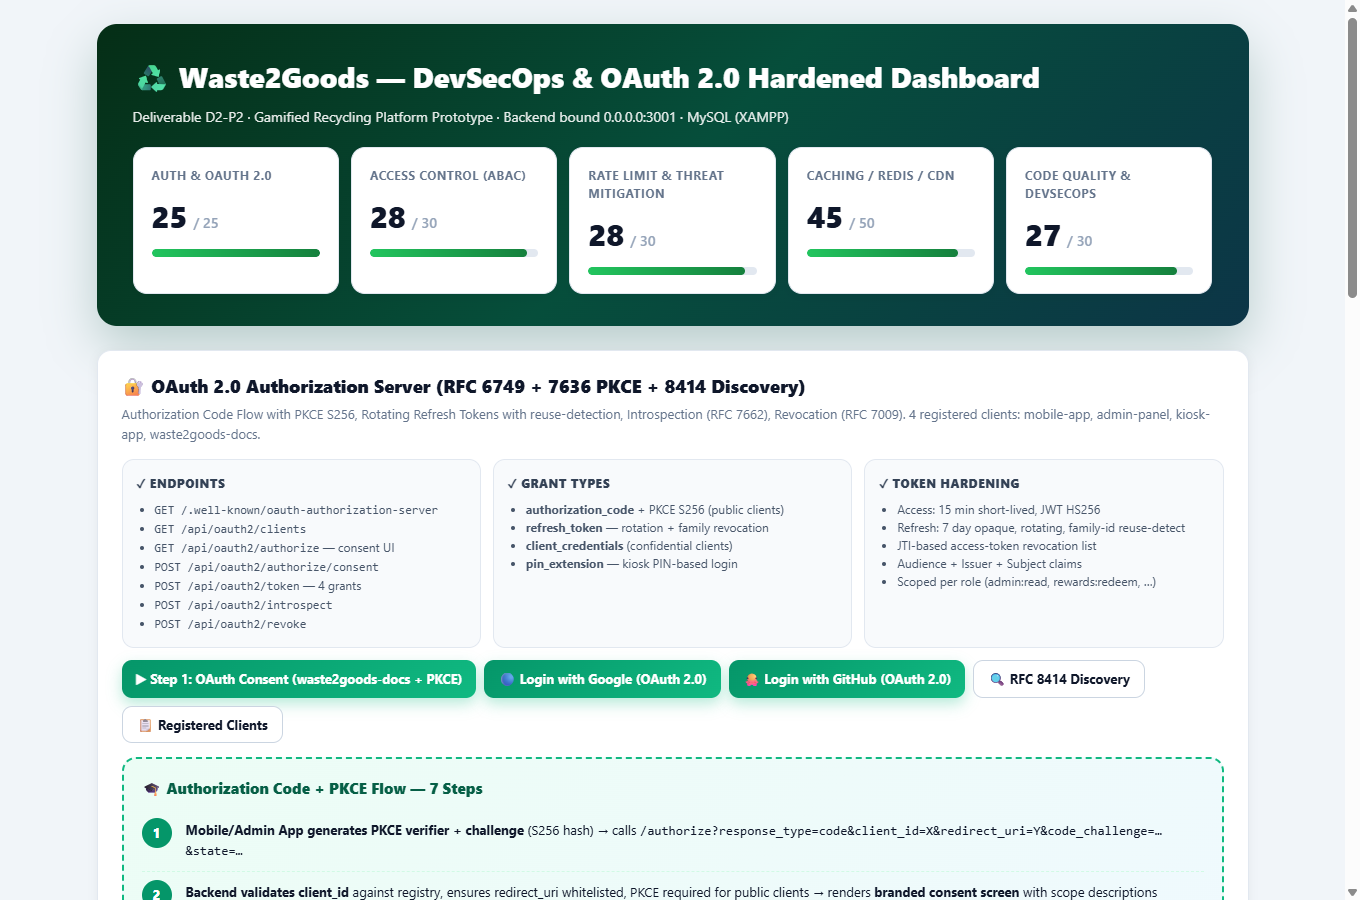 Waste2Goods — DevSecOps & OAuth 2.0 Hardened Dashboard
Deliverable D2-P2 · Gamified Recycling Platform Prototype · Backend bound 0.0.0.0:3001 · MySQL (XAMPP)
AUTH & OAUTH 2.0
25 / 25
ACCESS CONTROL (ABAC)
28 / 30
RATE LIMIT & THREAT
MITIGATION
28 / 30
CACHING / REDIS / CDN
45 / 50
CODE QUALITY &
DEVSECOPS
27 / 30
OAuth 2.0 Authorization Server (RFC 6749 + 7636 PKCE + 8414 Discovery)
Authorization Code Flow with PKCE S256, Rotating Refresh Tokens with reuse-detection, Introspection (RFC 7662), Revocation (RFC 7009). 4 registered clients: mobile-app, admin-panel, kiosk-
app, waste2goods-docs.
✓ ENDPOINTS
• GET /.well-known/oauth-authorization-server
• GET /api/oauth2/clients
• GET /api/oauth2/authorize — consent UI
• POST /api/oauth2/authorize/consent
• POST /api/oauth2/token — 4 grants
• POST /api/oauth2/introspect
• POST /api/oauth2/revoke
✓ GRANT TYPES
• authorization_code + PKCE S256 (public clients)
• refresh_token — rotation + family revocation
• client_credentials (confidential clients)
• pin_extension — kiosk PIN-based login
✓ TOKEN HARDENING
• Access: 15 min short-lived, JWT HS256
• Refresh: 7 day opaque, rotating, family-id reuse-detect
• JTI-based access-token revocation list
• Audience + Issuer + Subject claims
• Scoped per role (admin:read, rewards:redeem, ...)
▶ Step 1: OAuth Consent (waste2goods-docs + PKCE)
Login with Google (OAuth 2.0)
Login with GitHub (OAuth 2.0)
RFC 8414 Discovery
Registered Clients
Authorization Code + PKCE Flow — 7 Steps
1 Mobile/Admin App generates PKCE verifier + challenge (S256 hash) → calls /authorize?response_type=code&client_id=X&redirect_uri=Y&code_challenge=…
&state=…
2 Backend validates client_id against registry, ensures redirect_uri whitelisted, PKCE required for public clients → renders branded consent screen with scope descriptions